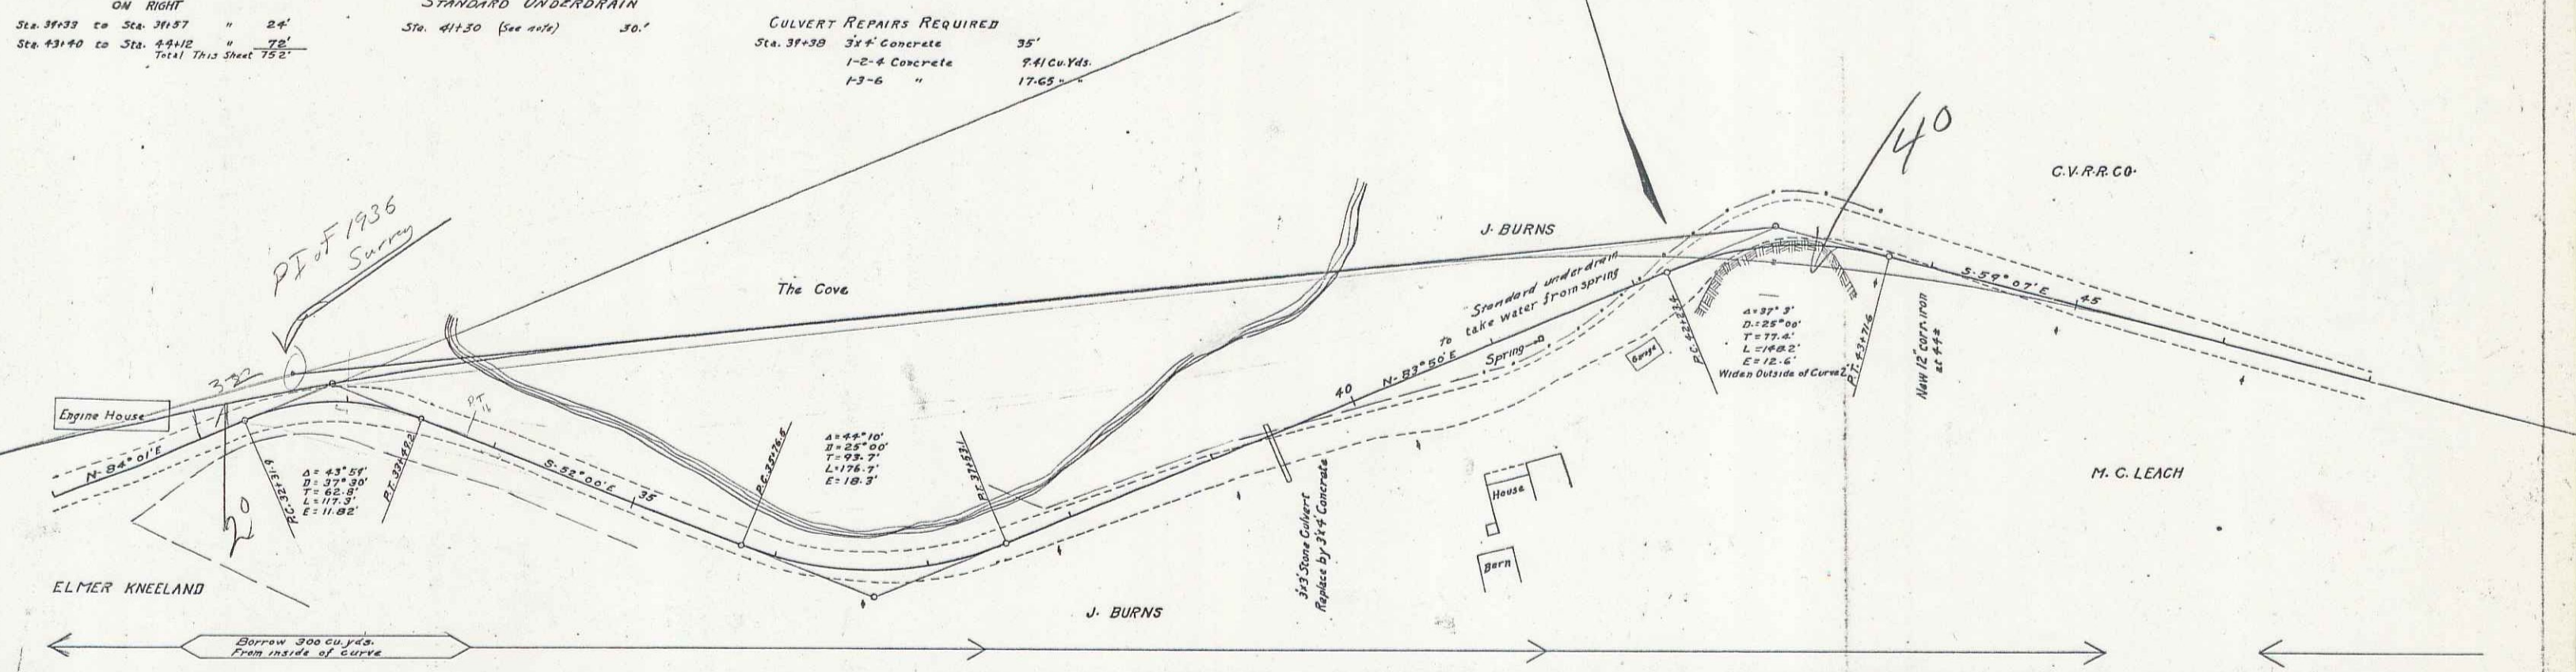 ON RIGHT
Sta. 39+33 to Sta. 39+57 " 24'
Sta. 43+40 to Sta. 44+12 " 72'
Total This Sheet 752'
STANDARD UNDERDRAIN
Sta. 41+30 (See note) 30.'
CULVERT REPAIRS REQUIRED
Sta. 39+38 3'x4' Concrete 35'
1-2-4 Concrete 9.41 Cu.Yds.
1-3-6 " 17.65 " "
PI of 1936
Survey
The Cove
J. BURNS
4°
C.V.R.R.CO.
Standard underdrain
to take water from spring
Spring
Garage
N-83°50'E
40
P.C. 42+23.4
Δ=37° 3'
D=25°00'
T=77.4'
L=148.2'
E=12.6'
Widen Outside of Curve 2'
P.T. 43+71.6
New 12" corr. iron
at 44±
S-59°07'E
45
M.C. LEACH
Engine House
N-84°01'E
2°
P.C. 32+31.9
Δ= 43°59'
D= 37°30'
T= 62.8'
L= 117.3'
E= 11.82'
P.T. 33+49.2
P.T.
S-52°00'E
35
P.C. 35+76.5
Δ=44°10'
D=25°00'
T=93.7'
L=176.7'
E=18.3'
P.T. 37+53.1
3'x3' Stone Culvert
Replace by 3'x4' Concrete
House
Barn
ELMER KNEELAND
J. BURNS
Borrow 300 cu.yds.
From inside of curve